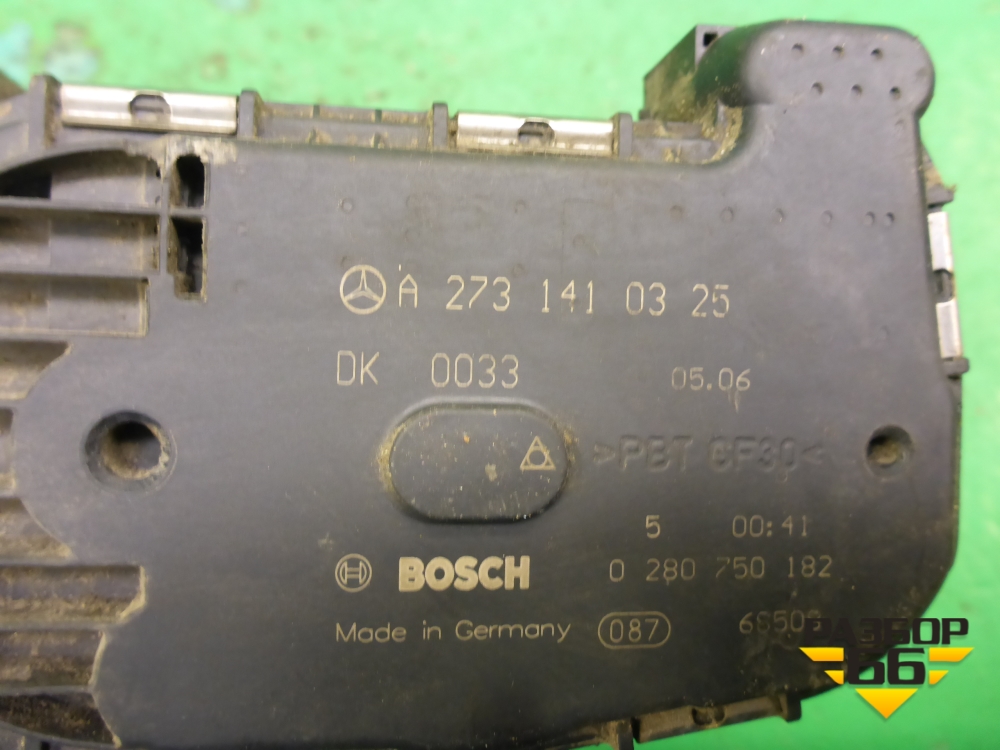 A 273 141 03 25
DK 0033 05.06
>PBT GF30<
5 00:41
BOSCH 0 280 750 182
Made in Germany 087
РАЗБОР
66